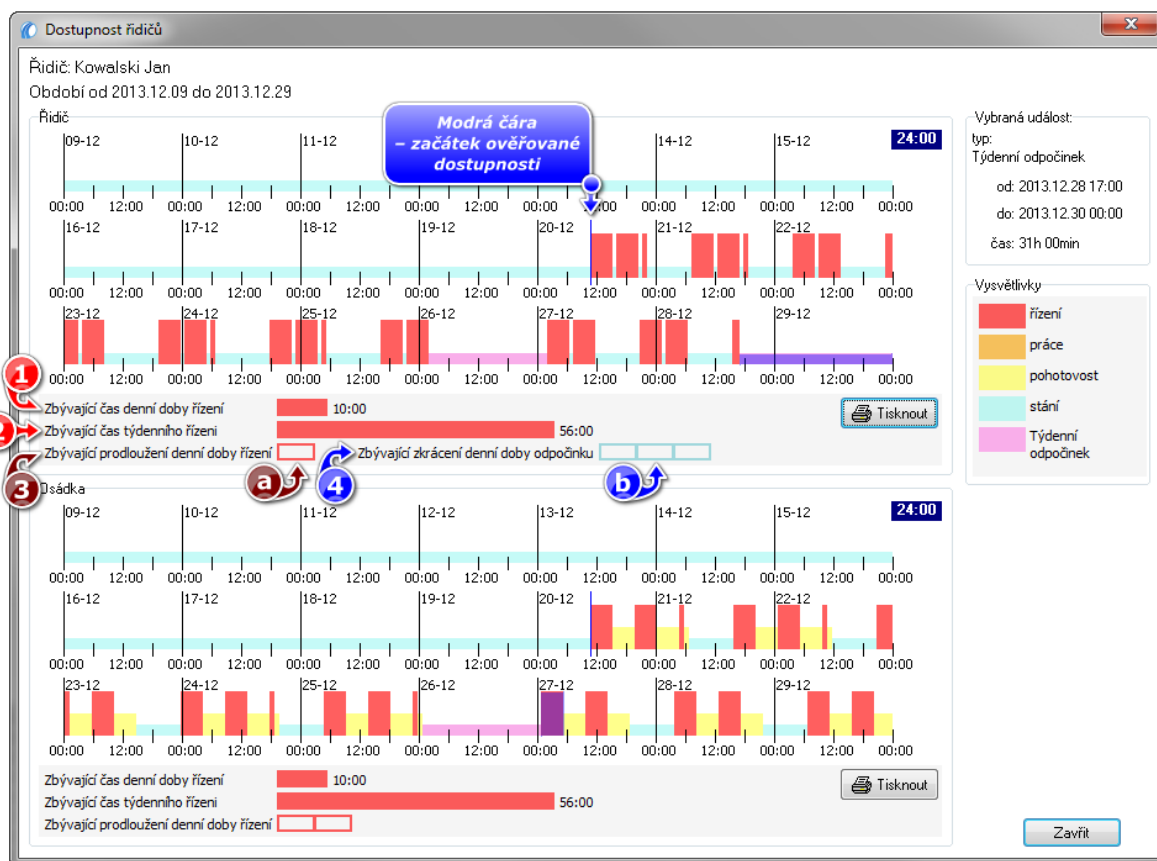 Dostupnost řidičů
Řidič: Kowalski Jan
Období od 2013.12.09 do 2013.12.29
Řidič
Modrá čára
– začátek ověřované
dostupnosti
09-12 10-12 11-12 14-12 15-12 24:00
00:00 12:00 00:00 12:00 00:00 12:00 00:00 12:00 00:00 12:00 00:00 12:00 00:00 12:00 00:00
16-12 17-12 18-12 19-12 20-12 21-12 22-12
00:00 12:00 00:00 12:00 00:00 12:00 00:00 12:00 00:00 12:00 00:00 12:00 00:00 12:00 00:00
23-12 24-12 25-12 26-12 27-12 28-12 29-12
00:00 12:00 00:00 12:00 00:00 12:00 00:00 12:00 00:00 12:00 00:00 12:00 00:00 12:00 00:00
1 Zbývající čas denní doby řízení 10:00 Tisknout
2 Zbývající čas týdenního řízeni 56:00
3 Zbývající prodloužení denní doby řízení a 4 Zbývající zkrácení denní doby odpočinku b
Osádka
09-12 10-12 11-12 12-12 13-12 14-12 15-12 24:00
00:00 12:00 00:00 12:00 00:00 12:00 00:00 12:00 00:00 12:00 00:00 12:00 00:00 12:00 00:00
16-12 17-12 18-12 19-12 20-12 21-12 22-12
00:00 12:00 00:00 12:00 00:00 12:00 00:00 12:00 00:00 12:00 00:00 12:00 00:00 12:00 00:00
23-12 24-12 25-12 26-12 27-12 28-12 29-12
00:00 12:00 00:00 12:00 00:00 12:00 00:00 12:00 00:00 12:00 00:00 12:00 00:00 12:00 00:00
Zbývající čas denní doby řízení 10:00 Tisknout
Zbývající čas týdenního řízeni 56:00
Zbývající prodloužení denní doby řízení
Vybraná událost:
typ:
Týdenní odpočinek
od: 2013.12.28 17:00
do: 2013.12.30 00:00
čas: 31h 00min
Vysvětlivky
řízení
práce
pohotovost
stání
Týdenní
odpočinek
Zavřit